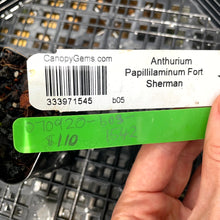 CanopyGems.com
333971545
b05
Anthurium
Papillilaminum Fort
Sherman
$110